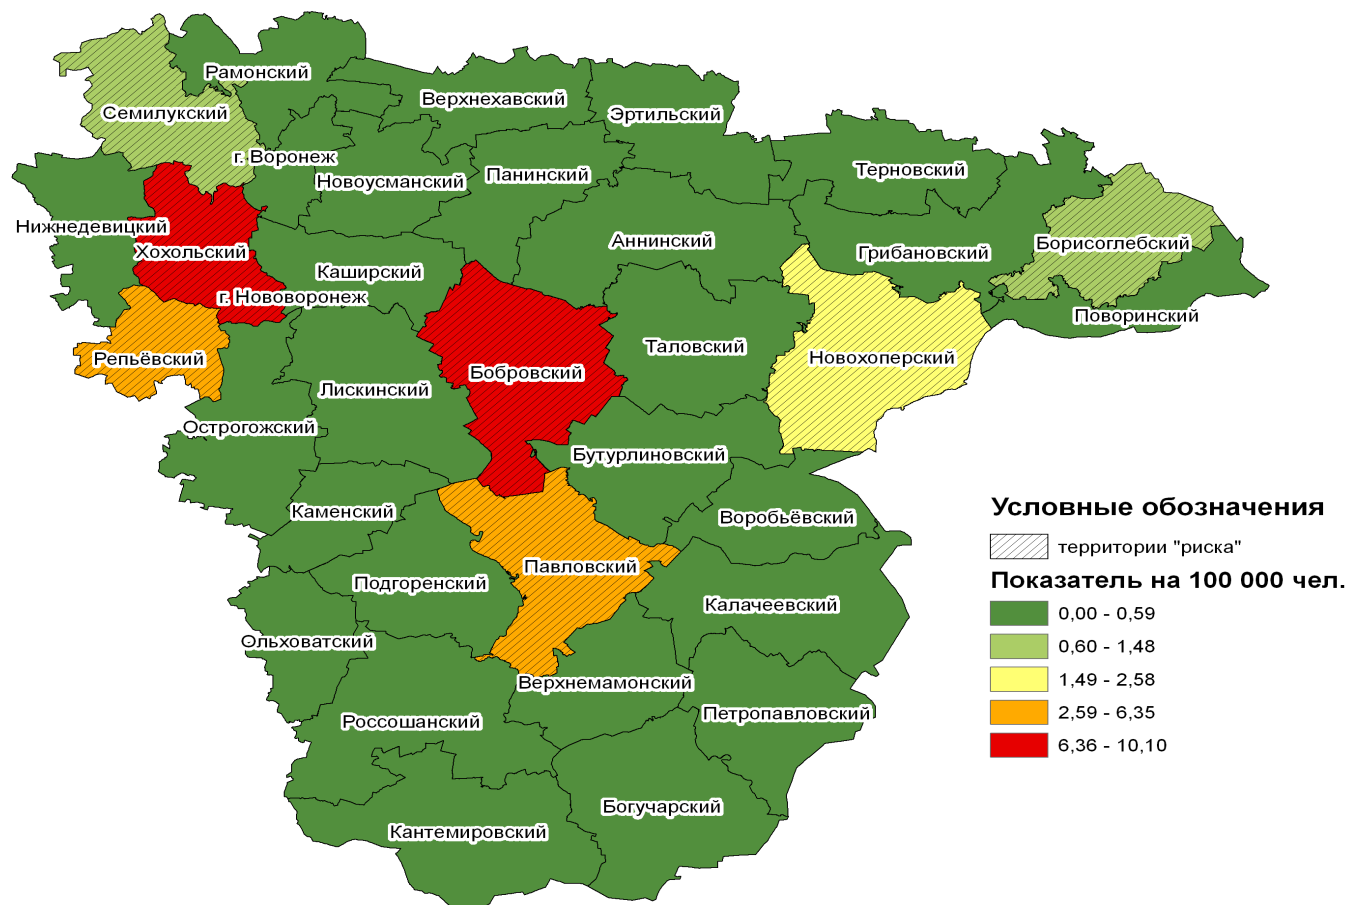 Рамонский
Верхнехавский
Семилукский
Эртильский
г. Воронеж
Новоусманский
Панинский
Терновский
Нижнедевицкий
Хохольский
Аннинский
Борисоглебский
Грибановский
Каширский
г. Нововоронеж
Поворинский
Репьёвский
Таловский
Новохоперский
Бобровский
Лискинский
Острогожский
Бутурлиновский
Каменский
Воробьёвский
Павловский
Подгоренский
Калачеевский
Ольховатский
Верхнемамонский
Россошанский
Петропавловский
Богучарский
Кантемировский
Условные обозначения
территории "риска"
Показатель на 100 000 чел.
0,00 - 0,59
0,60 - 1,48
1,49 - 2,58
2,59 - 6,35
6,36 - 10,10